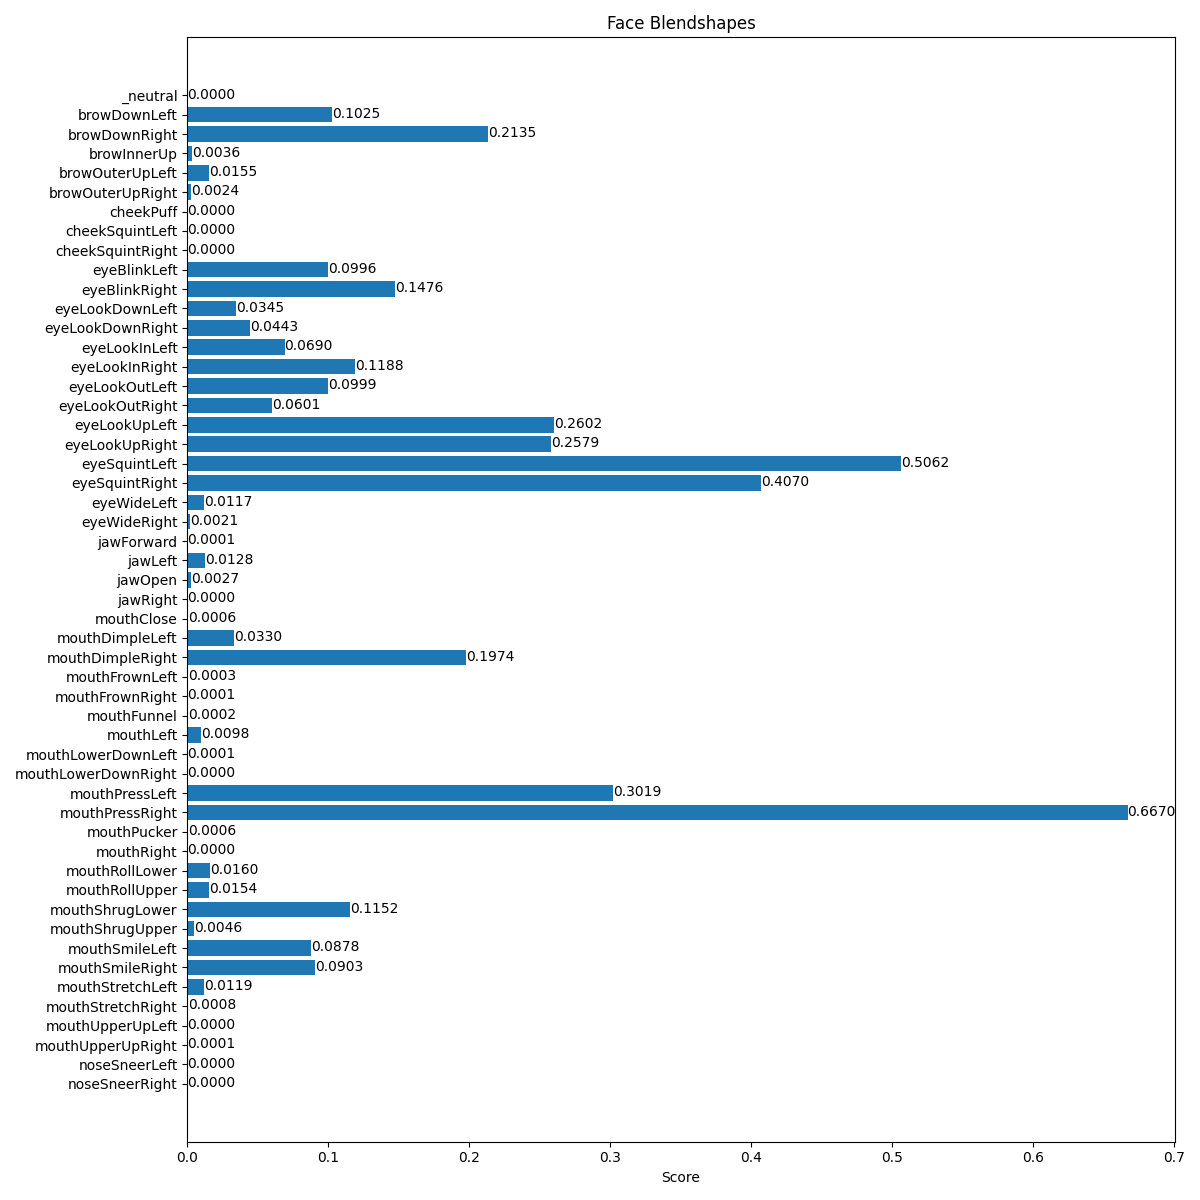 Face Blendshapes
_neutral 0.0000
browDownLeft 0.1025
browDownRight 0.2135
browInnerUp 0.0036
browOuterUpLeft 0.0155
browOuterUpRight 0.0024
cheekPuff 0.0000
cheekSquintLeft 0.0000
cheekSquintRight 0.0000
eyeBlinkLeft 0.0996
eyeBlinkRight 0.1476
eyeLookDownLeft 0.0345
eyeLookDownRight 0.0443
eyeLookInLeft 0.0690
eyeLookInRight 0.1188
eyeLookOutLeft 0.0999
eyeLookOutRight 0.0601
eyeLookUpLeft 0.2602
eyeLookUpRight 0.2579
eyeSquintLeft 0.5062
eyeSquintRight 0.4070
eyeWideLeft 0.0117
eyeWideRight 0.0021
jawForward 0.0001
jawLeft 0.0128
jawOpen 0.0027
jawRight 0.0000
mouthClose 0.0006
mouthDimpleLeft 0.0330
mouthDimpleRight 0.1974
mouthFrownLeft 0.0003
mouthFrownRight 0.0001
mouthFunnel 0.0002
mouthLeft 0.0098
mouthLowerDownLeft 0.0001
mouthLowerDownRight 0.0000
mouthPressLeft 0.3019
mouthPressRight 0.6670
mouthPucker 0.0006
mouthRight 0.0000
mouthRollLower 0.0160
mouthRollUpper 0.0154
mouthShrugLower 0.1152
mouthShrugUpper 0.0046
mouthSmileLeft 0.0878
mouthSmileRight 0.0903
mouthStretchLeft 0.0119
mouthStretchRight 0.0008
mouthUpperUpLeft 0.0000
mouthUpperUpRight 0.0001
noseSneerLeft 0.0000
noseSneerRight 0.0000
0.0 0.1 0.2 0.3 0.4 0.5 0.6 0.7
Score